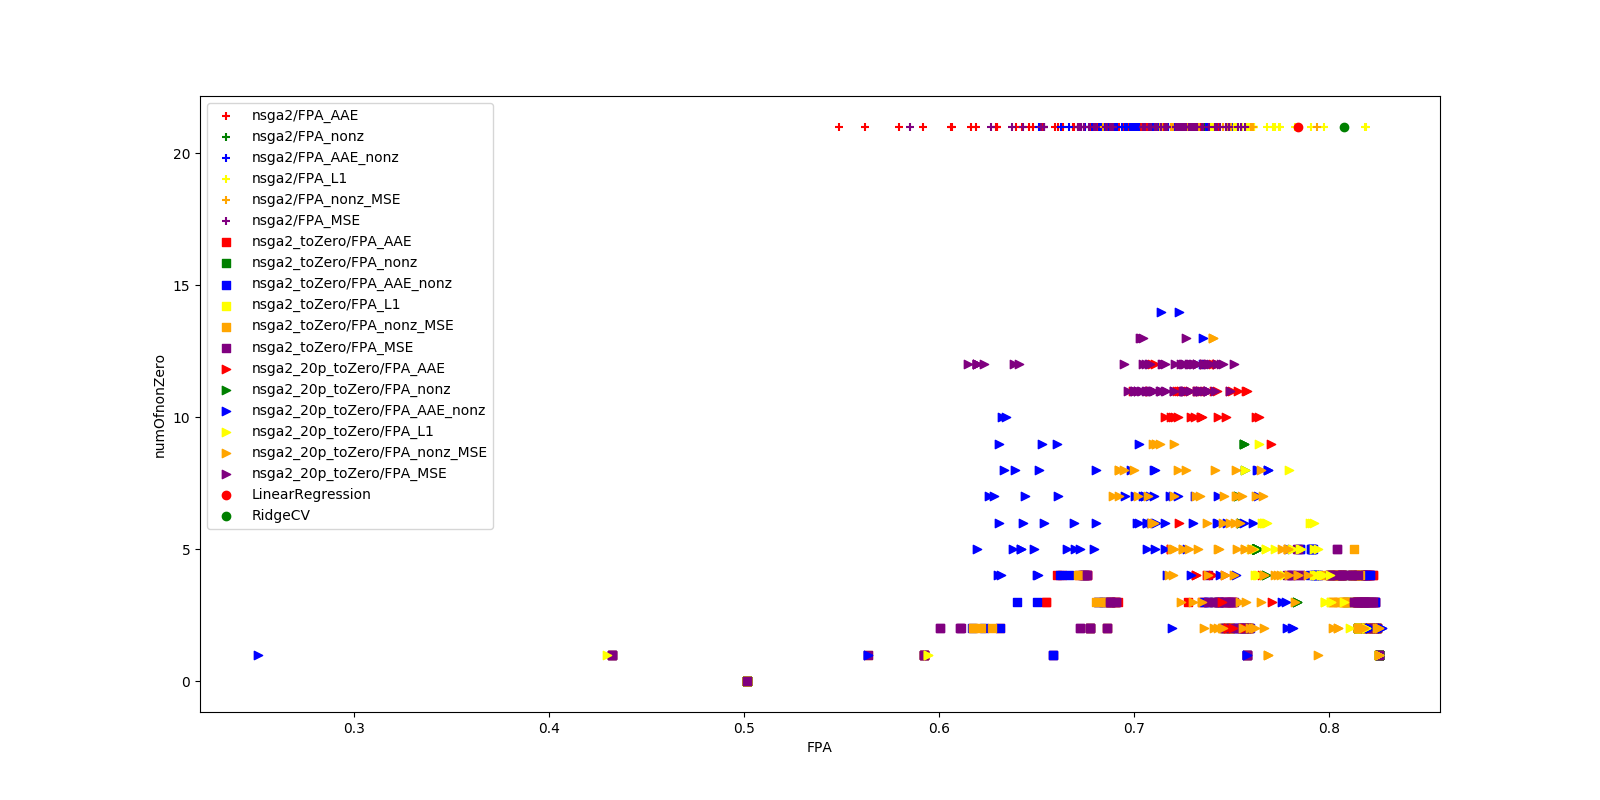 nsga2/FPA_AAE
nsga2/FPA_nonz
nsga2/FPA_AAE_nonz
nsga2/FPA_L1
nsga2/FPA_nonz_MSE
nsga2/FPA_MSE
nsga2_toZero/FPA_AAE
nsga2_toZero/FPA_nonz
nsga2_toZero/FPA_AAE_nonz
nsga2_toZero/FPA_L1
nsga2_toZero/FPA_nonz_MSE
nsga2_toZero/FPA_MSE
nsga2_20p_toZero/FPA_AAE
nsga2_20p_toZero/FPA_nonz
nsga2_20p_toZero/FPA_AAE_nonz
nsga2_20p_toZero/FPA_L1
nsga2_20p_toZero/FPA_nonz_MSE
nsga2_20p_toZero/FPA_MSE
LinearRegression
RidgeCV
numOfnonZero
20
15
10
5
0
0.3 0.4 0.5 0.6 0.7 0.8
FPA